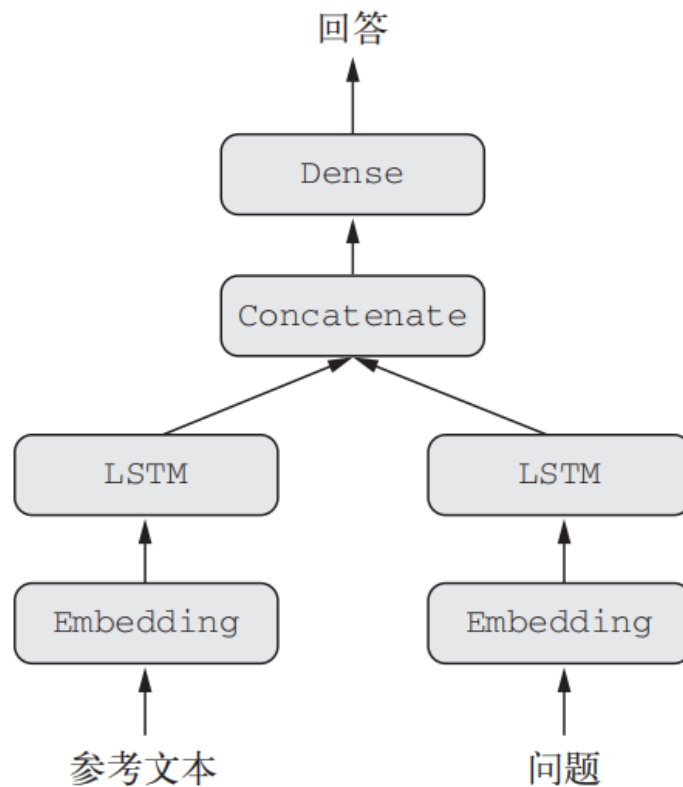 回答
Dense
Concatenate
LSTM LSTM
Embedding Embedding
参考文本 问题